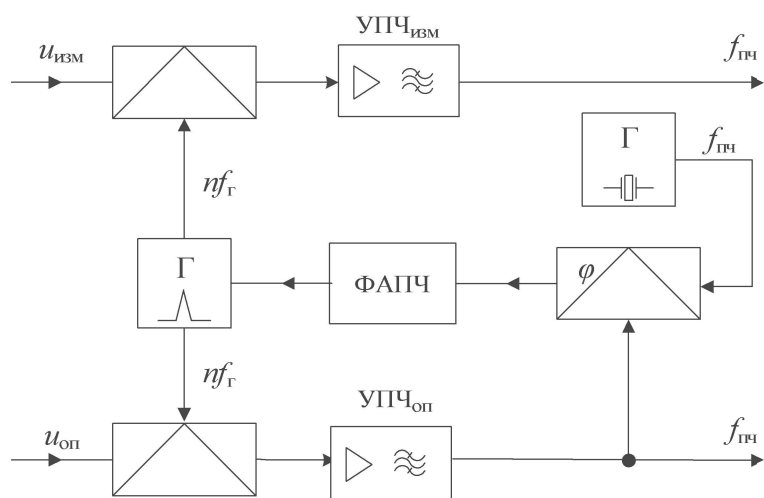 УПЧизм
uизм
fпч
Г
fпч
nfг
Г
ФАПЧ
φ
nfг
УПЧоп
uоп
fпч